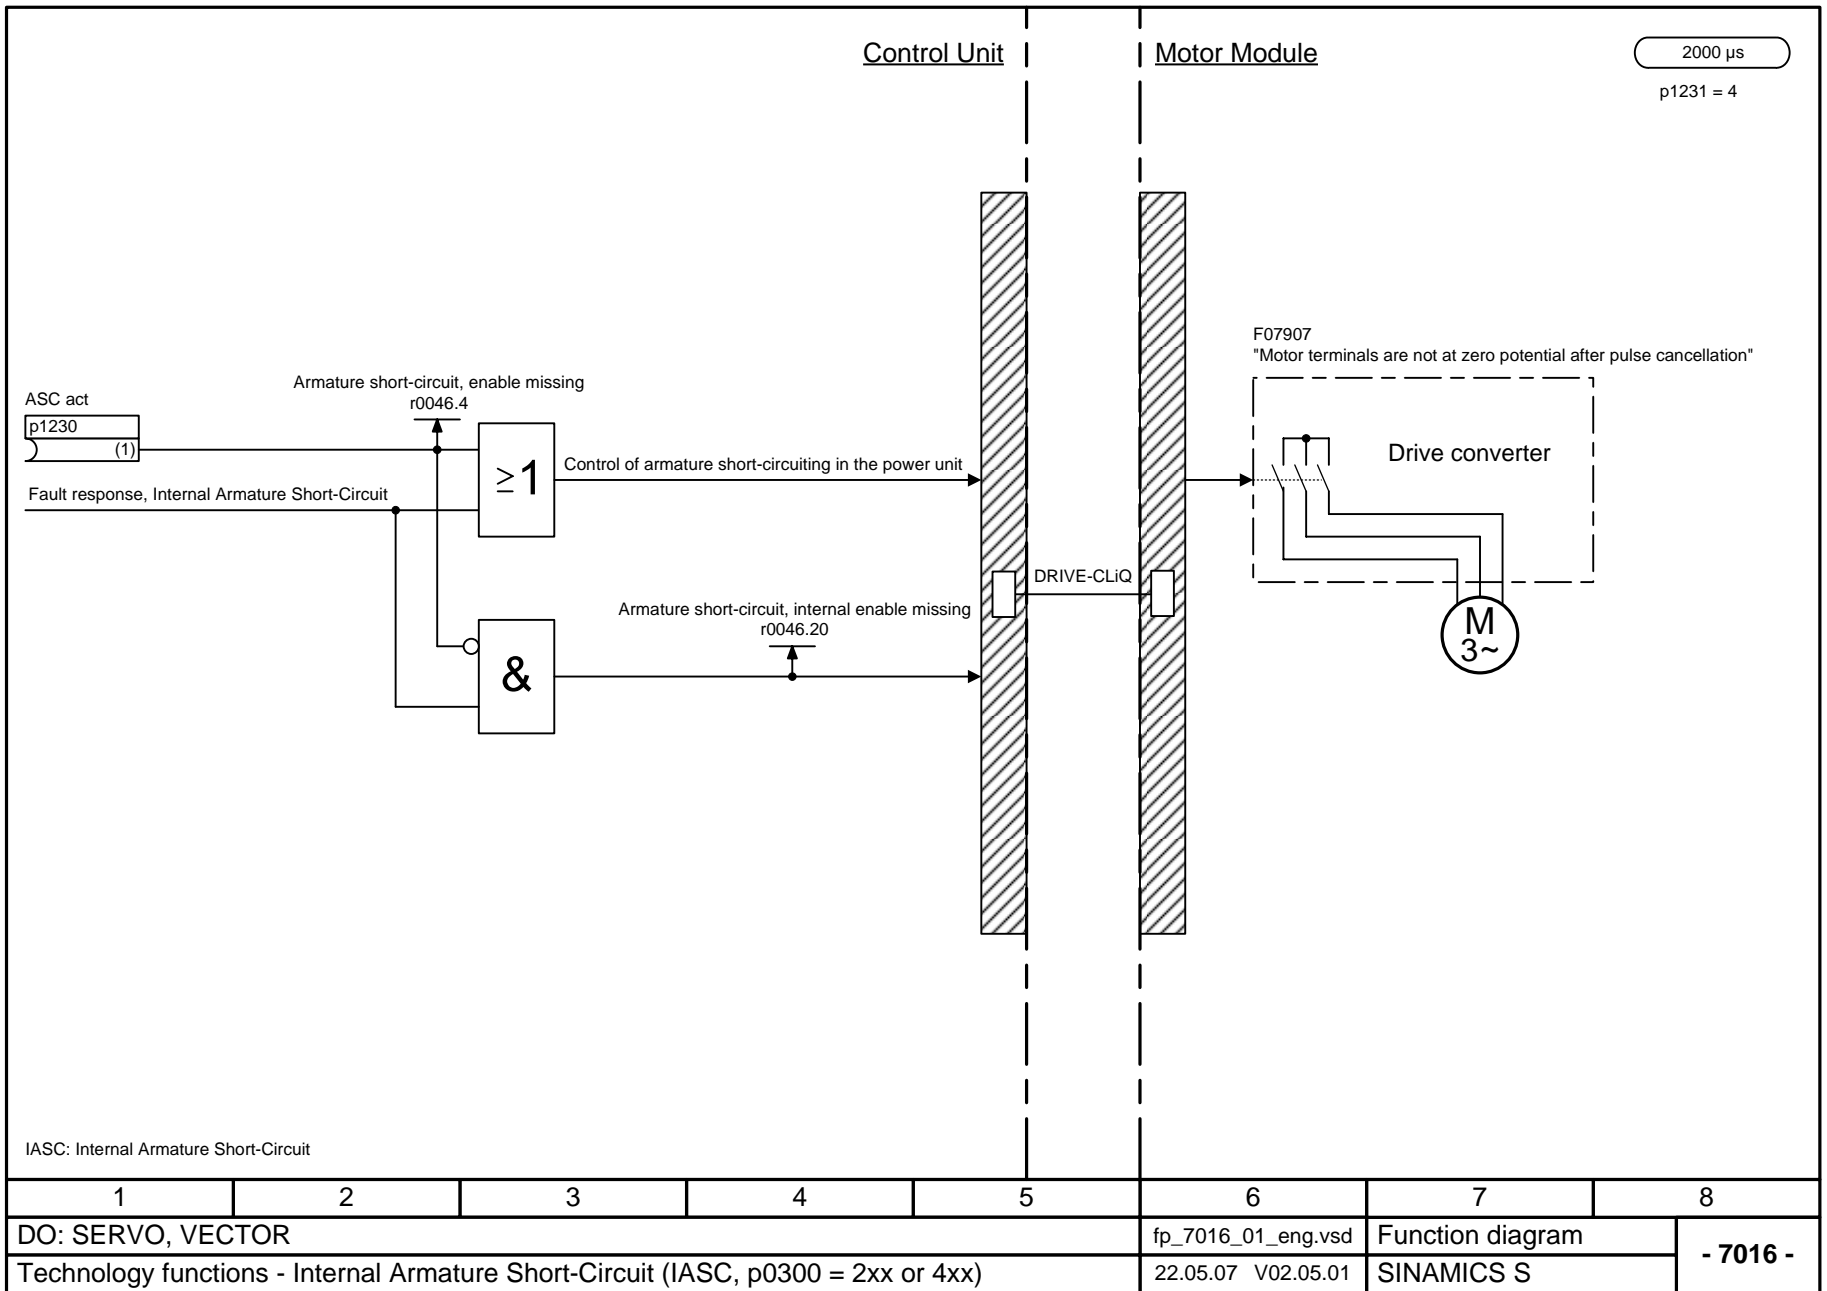 Control Unit
Motor Module
2000 µs
p1231 = 4
F07907
"Motor terminals are not at zero potential after pulse cancellation"
Armature short-circuit, enable missing
r0046.4
ASC act
p1230
(1)
≥1
Control of armature short-circuiting in the power unit
Drive converter
Fault response, Internal Armature Short-Circuit
DRIVE-CLiQ
Armature short-circuit, internal enable missing
r0046.20
&
M
3~
IASC: Internal Armature Short-Circuit
1 2 3 4 5 6 7 8
DO: SERVO, VECTOR
fp_7016_01_eng.vsd
Function diagram
- 7016 -
Technology functions - Internal Armature Short-Circuit (IASC, p0300 = 2xx or 4xx)
22.05.07 V02.05.01
SINAMICS S